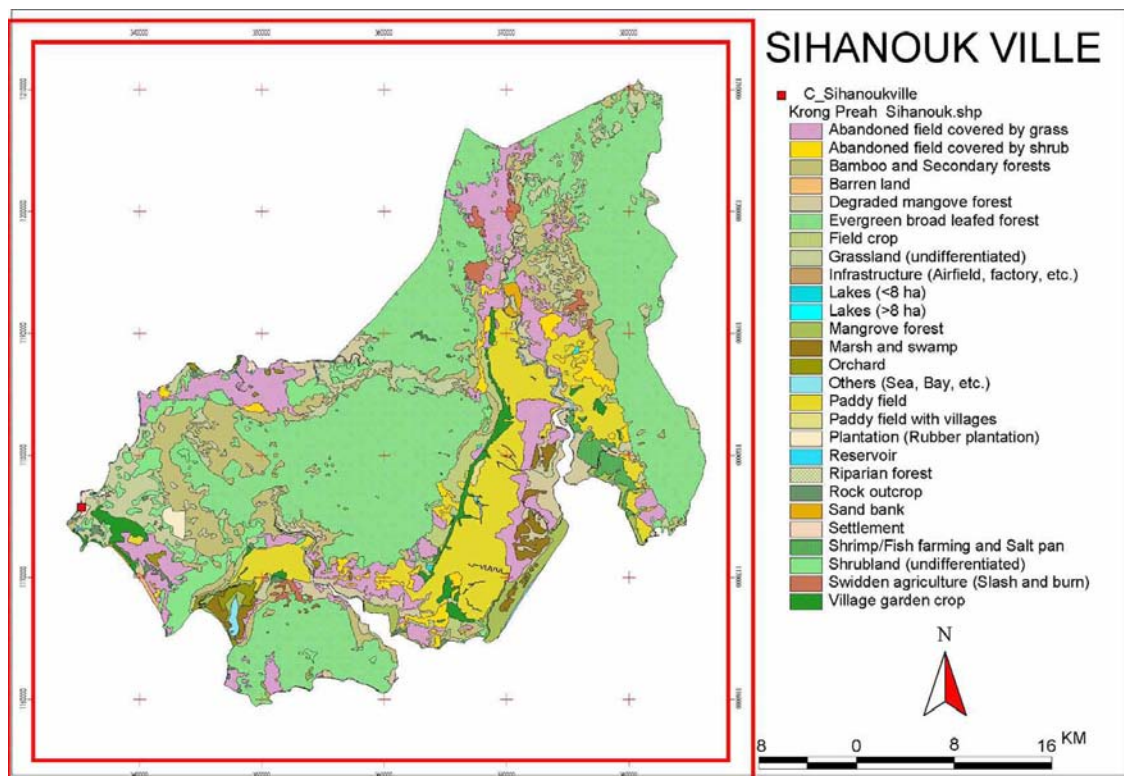 SIHANOUK VILLE
C_Sihanoukville
Krong Preah Sihanouk.shp
Abandoned field covered by grass
Abandoned field covered by shrub
Bamboo and Secondary forests
Barren land
Degraded mangove forest
Evergreen broad leafed forest
Field crop
Grassland (undifferentiated)
Infrastructure (Airfield, factory, etc.)
Lakes (<8 ha)
Lakes (>8 ha)
Mangrove forest
Marsh and swamp
Orchard
Others (Sea, Bay, etc.)
Paddy field
Paddy field with villages
Plantation (Rubber plantation)
Reservoir
Riparian forest
Rock outcrop
Sand bank
Settlement
Shrimp/Fish farming and Salt pan
Shrubland (undifferentiated)
Swidden agriculture (Slash and burn)
Village garden crop
N
8 0 8 16 KM